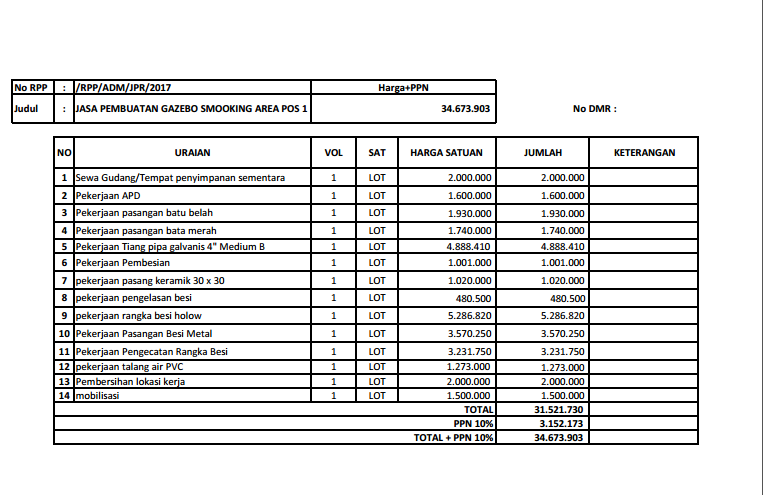 No RPP : /RPP/ADM/JPR/2017 Harga+PPN
Judul : JASA PEMBUATAN GAZEBO SMOOKING AREA POS 1 34.673.903 No DMR :
NO URAIAN VOL SAT HARGA SATUAN JUMLAH KETERANGAN
1 Sewa Gudang/Tempat penyimpanan sementara 1 LOT 2.000.000 2.000.000
2 Pekerjaan APD 1 LOT 1.600.000 1.600.000
3 Pekerjaan pasangan batu belah 1 LOT 1.930.000 1.930.000
4 Pekerjaan pasangan bata merah 1 LOT 1.740.000 1.740.000
5 Pekerjaan Tiang pipa galvanis 4" Medium B 1 LOT 4.888.410 4.888.410
6 Pekerjaan Pembesian 1 LOT 1.001.000 1.001.000
7 pekerjaan pasang keramik 30 x 30 1 LOT 1.020.000 1.020.000
8 pekerjaan pengelasan besi 1 LOT 480.500 480.500
9 pekerjaan rangka besi holow 1 LOT 5.286.820 5.286.820
10 Pekerjaan Pasangan Besi Metal 1 LOT 3.570.250 3.570.250
11 Pekerjaan Pengecatan Rangka Besi 1 LOT 3.231.750 3.231.750
12 pekerjaan talang air PVC 1 LOT 1.273.000 1.273.000
13 Pembersihan lokasi kerja 1 LOT 2.000.000 2.000.000
14 mobilisasi 1 LOT 1.500.000 1.500.000
TOTAL 31.521.730
PPN 10% 3.152.173
TOTAL + PPN 10% 34.673.903